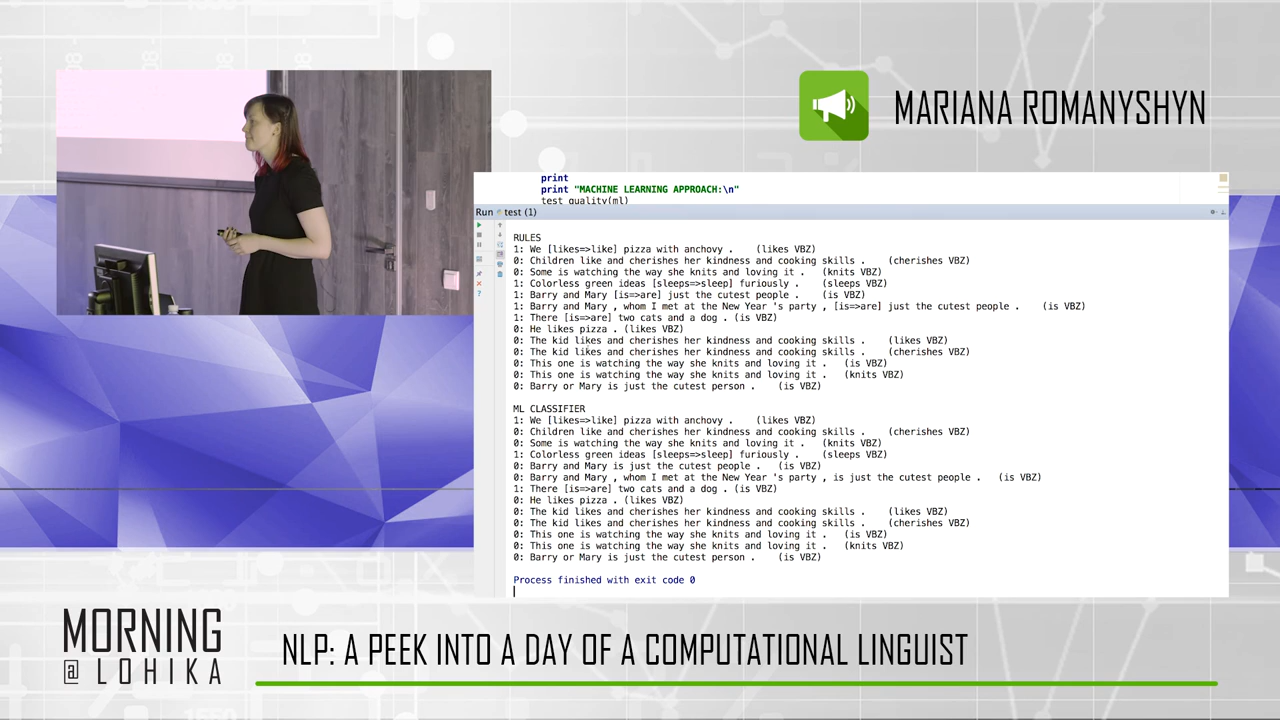 MARIANA ROMANYSHYN
print
print "MACHINE LEARNING APPROACH:\n"
test_quality(ml)
Run test (1)
RULES
1: We [likes=>like] pizza with anchovy . (likes VBZ)
0: Children like and cherishes her kindness and cooking skills . (cherishes VBZ)
0: Some is watching the way she knits and loving it . (knits VBZ)
1: Colorless green ideas [sleeps=>sleep] furiously . (sleeps VBZ)
1: Barry and Mary [is=>are] just the cutest people . (is VBZ)
1: Barry and Mary , whom I met at the New Year 's party , [is=>are] just the cutest people . (is VBZ)
1: There [is=>are] two cats and a dog . (is VBZ)
0: He likes pizza . (likes VBZ)
0: The kid likes and cherishes her kindness and cooking skills . (likes VBZ)
0: The kid likes and cherishes her kindness and cooking skills . (cherishes VBZ)
0: This one is watching the way she knits and loving it . (is VBZ)
0: This one is watching the way she knits and loving it . (knits VBZ)
0: Barry or Mary is just the cutest person . (is VBZ)
ML CLASSIFIER
1: We [likes=>like] pizza with anchovy . (likes VBZ)
0: Children like and cherishes her kindness and cooking skills . (cherishes VBZ)
0: Some is watching the way she knits and loving it . (knits VBZ)
1: Colorless green ideas [sleeps=>sleep] furiously . (sleeps VBZ)
0: Barry and Mary is just the cutest people . (is VBZ)
0: Barry and Mary , whom I met at the New Year 's party , is just the cutest people . (is VBZ)
1: There [is=>are] two cats and a dog . (is VBZ)
0: He likes pizza . (likes VBZ)
0: The kid likes and cherishes her kindness and cooking skills . (likes VBZ)
0: The kid likes and cherishes her kindness and cooking skills . (cherishes VBZ)
0: This one is watching the way she knits and loving it . (is VBZ)
0: This one is watching the way she knits and loving it . (knits VBZ)
0: Barry or Mary is just the cutest person . (is VBZ)
Process finished with exit code 0
MORNING
@ LOHIKA
NLP: A PEEK INTO A DAY OF A COMPUTATIONAL LINGUIST